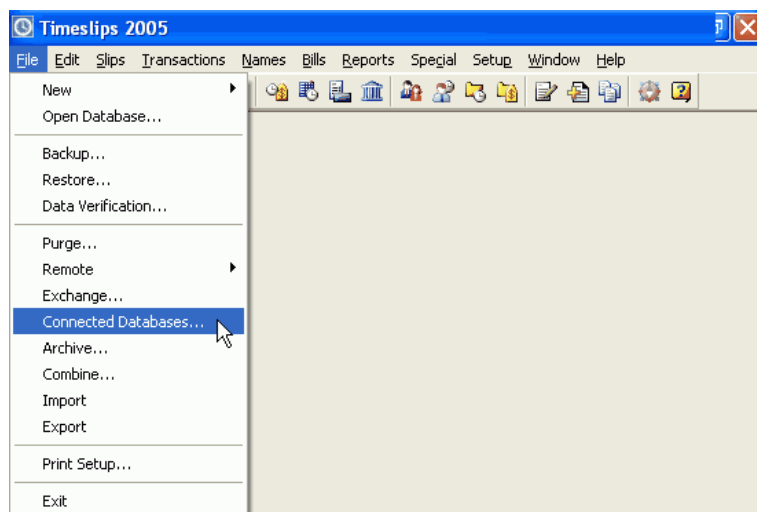 Timeslips 2005
File Edit Slips Transactions Names Bills Reports Special Setup Window Help
New
Open Database...
Backup...
Restore...
Data Verification...
Purge...
Remote
Exchange...
Connected Databases...
Archive...
Combine...
Import
Export
Print Setup...
Exit